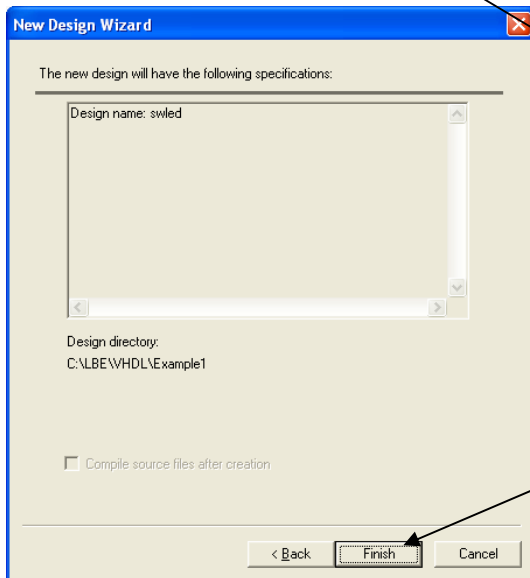 New Design Wizard
The new design will have the following specifications:
Design name: swled
Design directory:
C:\LBE\VHDL\Example1
Compile source files after creation
< Back
Finish
Cancel